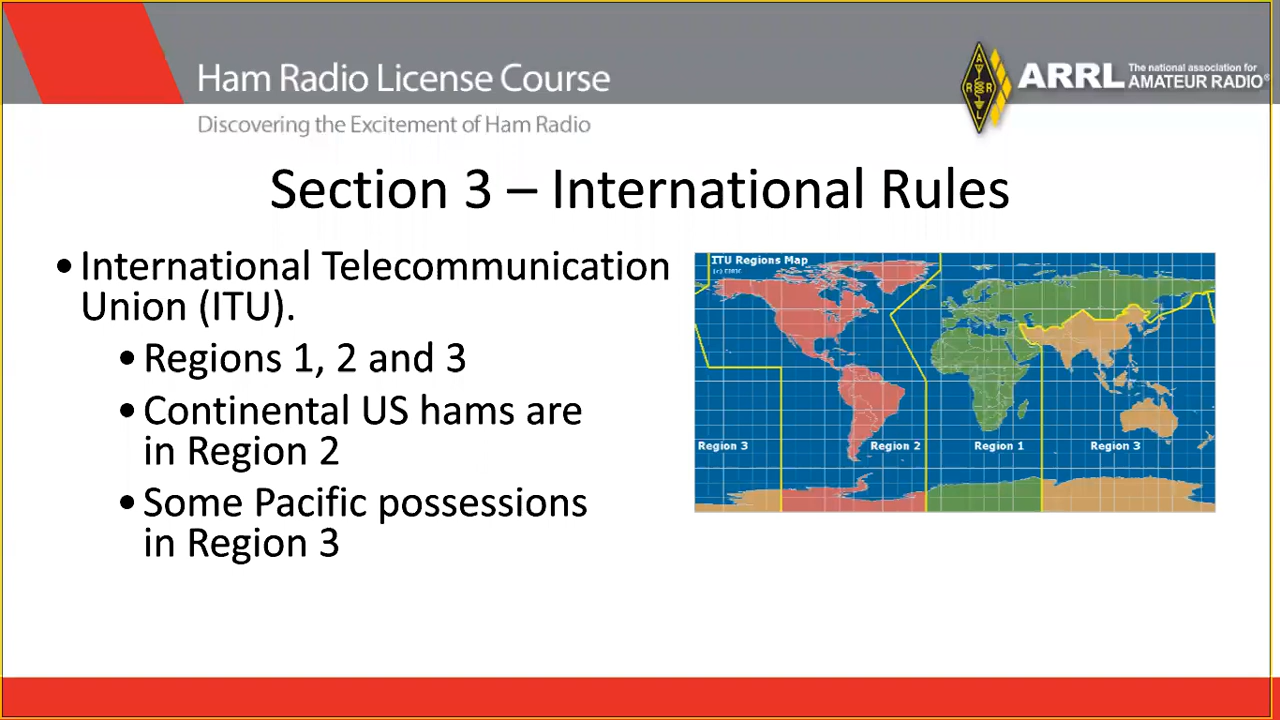 Ham Radio License Course
Discovering the Excitement of Ham Radio
ARRL
The national association for
AMATEUR RADIO®
Section 3 – International Rules
• International Telecommunication
Union (ITU).
• Regions 1, 2 and 3
• Continental US hams are
in Region 2
• Some Pacific possessions
in Region 3
ITU Regions Map
Region 3
Region 2
Region 1
Region 3